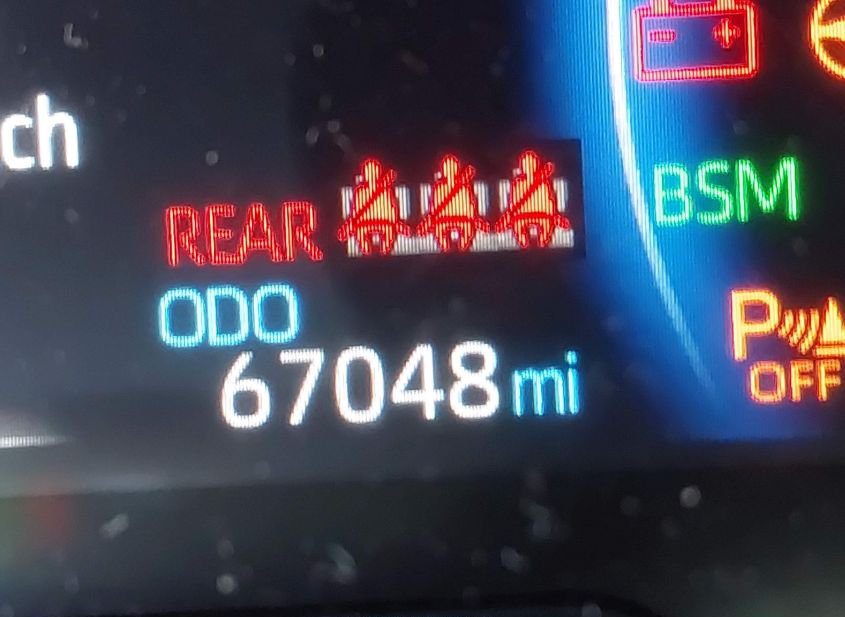 ch
BSM
REAR
ODO
67048 mi
P
OFF